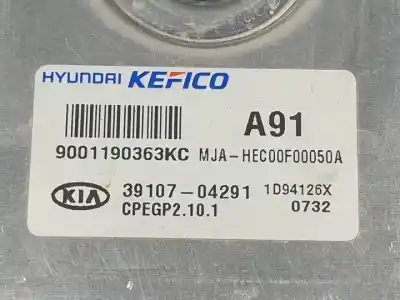 HYUNDAI KEFICO
A91
9001190363KC MJA-HEC00F00050A
KIA 39107-04291 1D94126X
CPEGP2.10.1 0732